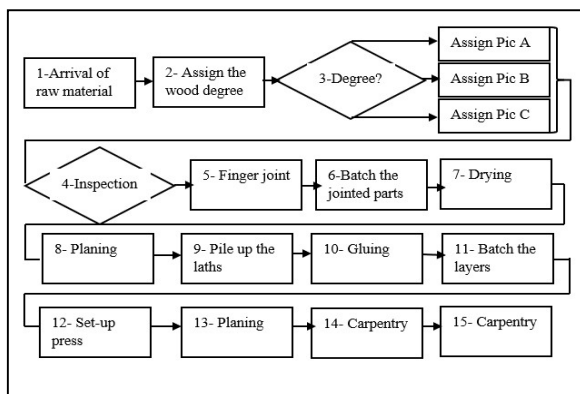 1-Arrival of
raw material
2- Assign the
wood degree
3-Degree?
Assign Pic A
Assign Pic B
Assign Pic C
4-Inspection
5- Finger joint
6-Batch the
jointed parts
7- Drying
8- Planing
9- Pile up the
laths
10- Gluing
11- Batch the
layers
12- Set-up
press
13- Planing
14- Carpentry
15- Carpentry